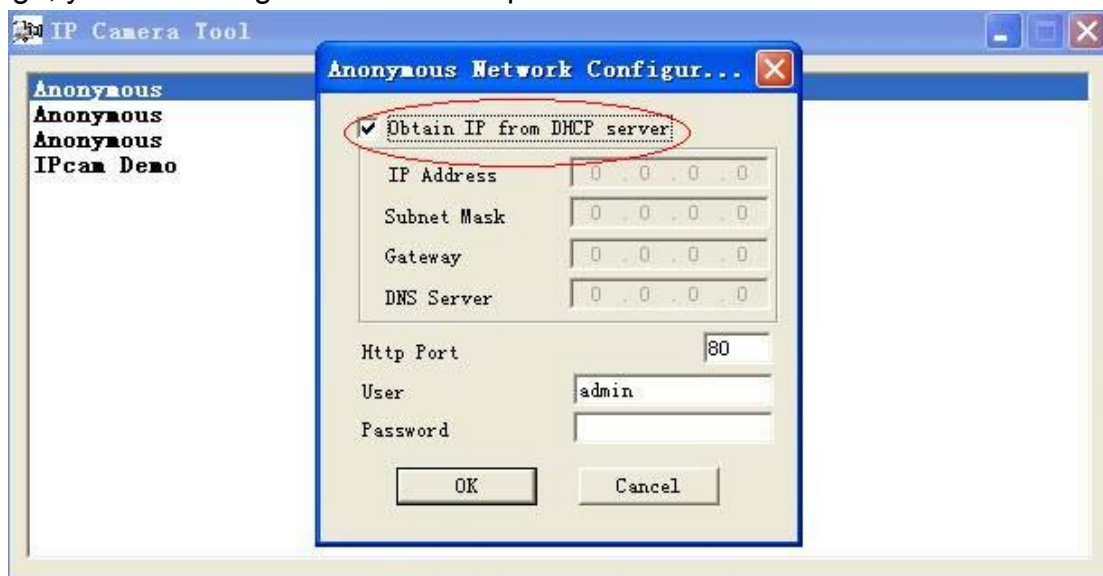 IP Camera Tool
Anonymous
Anonymous
Anonymous
IPcam Demo
Anonymous Network Configur...
Obtain IP from DHCP server
IP Address 0 . 0 . 0 . 0
Subnet Mask 0 . 0 . 0 . 0
Gateway 0 . 0 . 0 . 0
DNS Server 0 . 0 . 0 . 0
Http Port 80
User admin
Password
OK Cancel